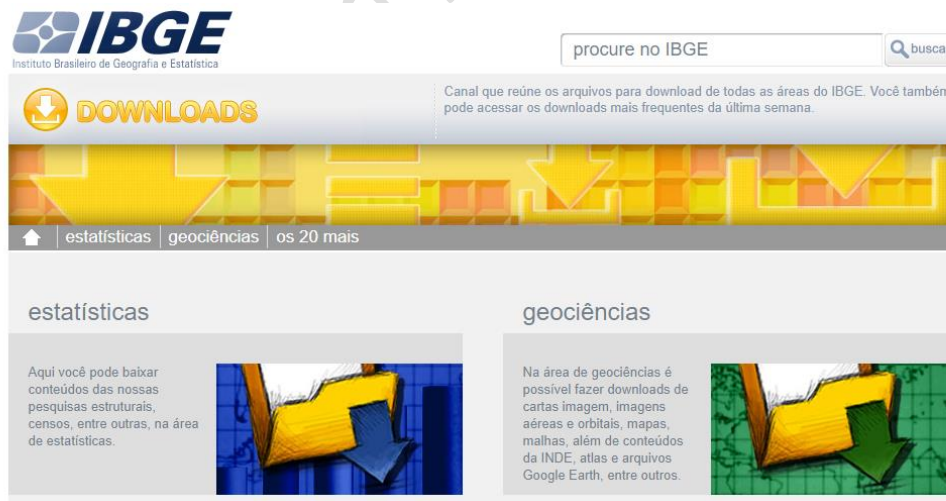 IBGE
Instituto Brasileiro de Geografia e Estatística
procure no IBGE
busca
DOWNLOADS
Canal que reúne os arquivos para download de todas as áreas do IBGE. Você também
pode acessar os downloads mais frequentes da última semana.
estatísticas geociências os 20 mais
estatísticas
Aqui você pode baixar
conteúdos das nossas
pesquisas estruturais,
censos, entre outras, na área
de estatísticas.
geociências
Na área de geociências é
possível fazer downloads de
cartas imagem, imagens
aéreas e orbitais, mapas,
malhas, além de conteúdos
da INDE, atlas e arquivos
Google Earth, entre outros.